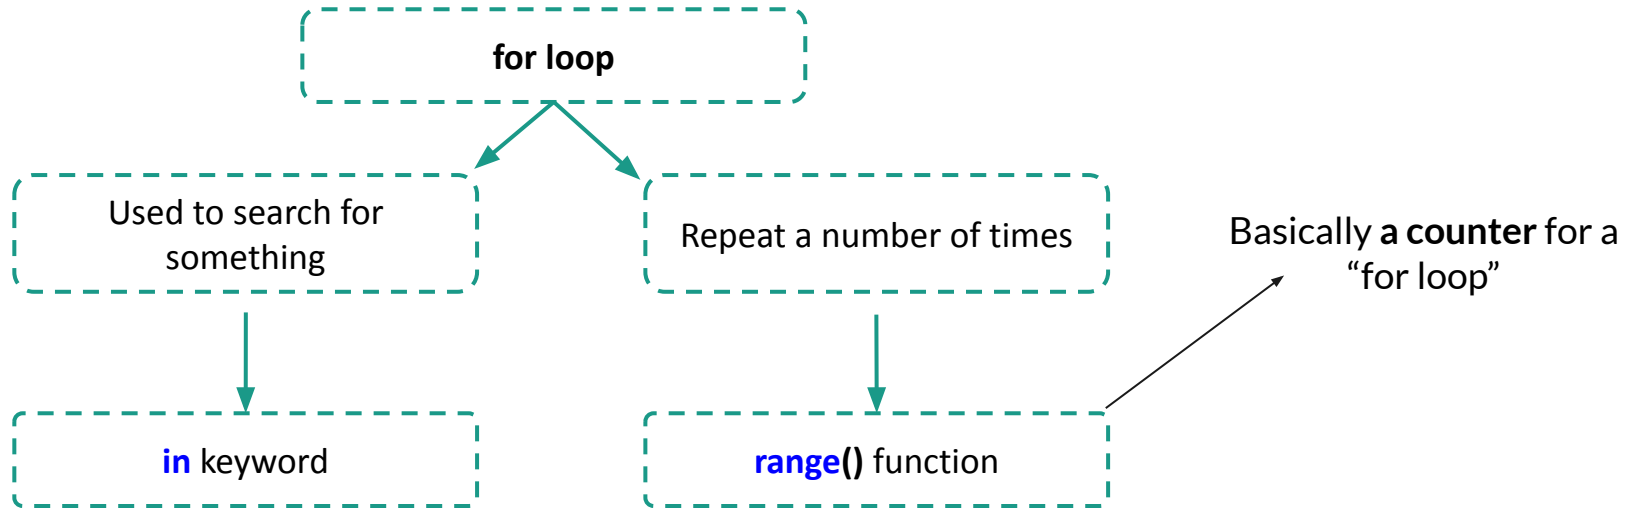 for loop
Used to search for
something
Repeat a number of times
Basically a counter for a
“for loop”
in keyword
range() function